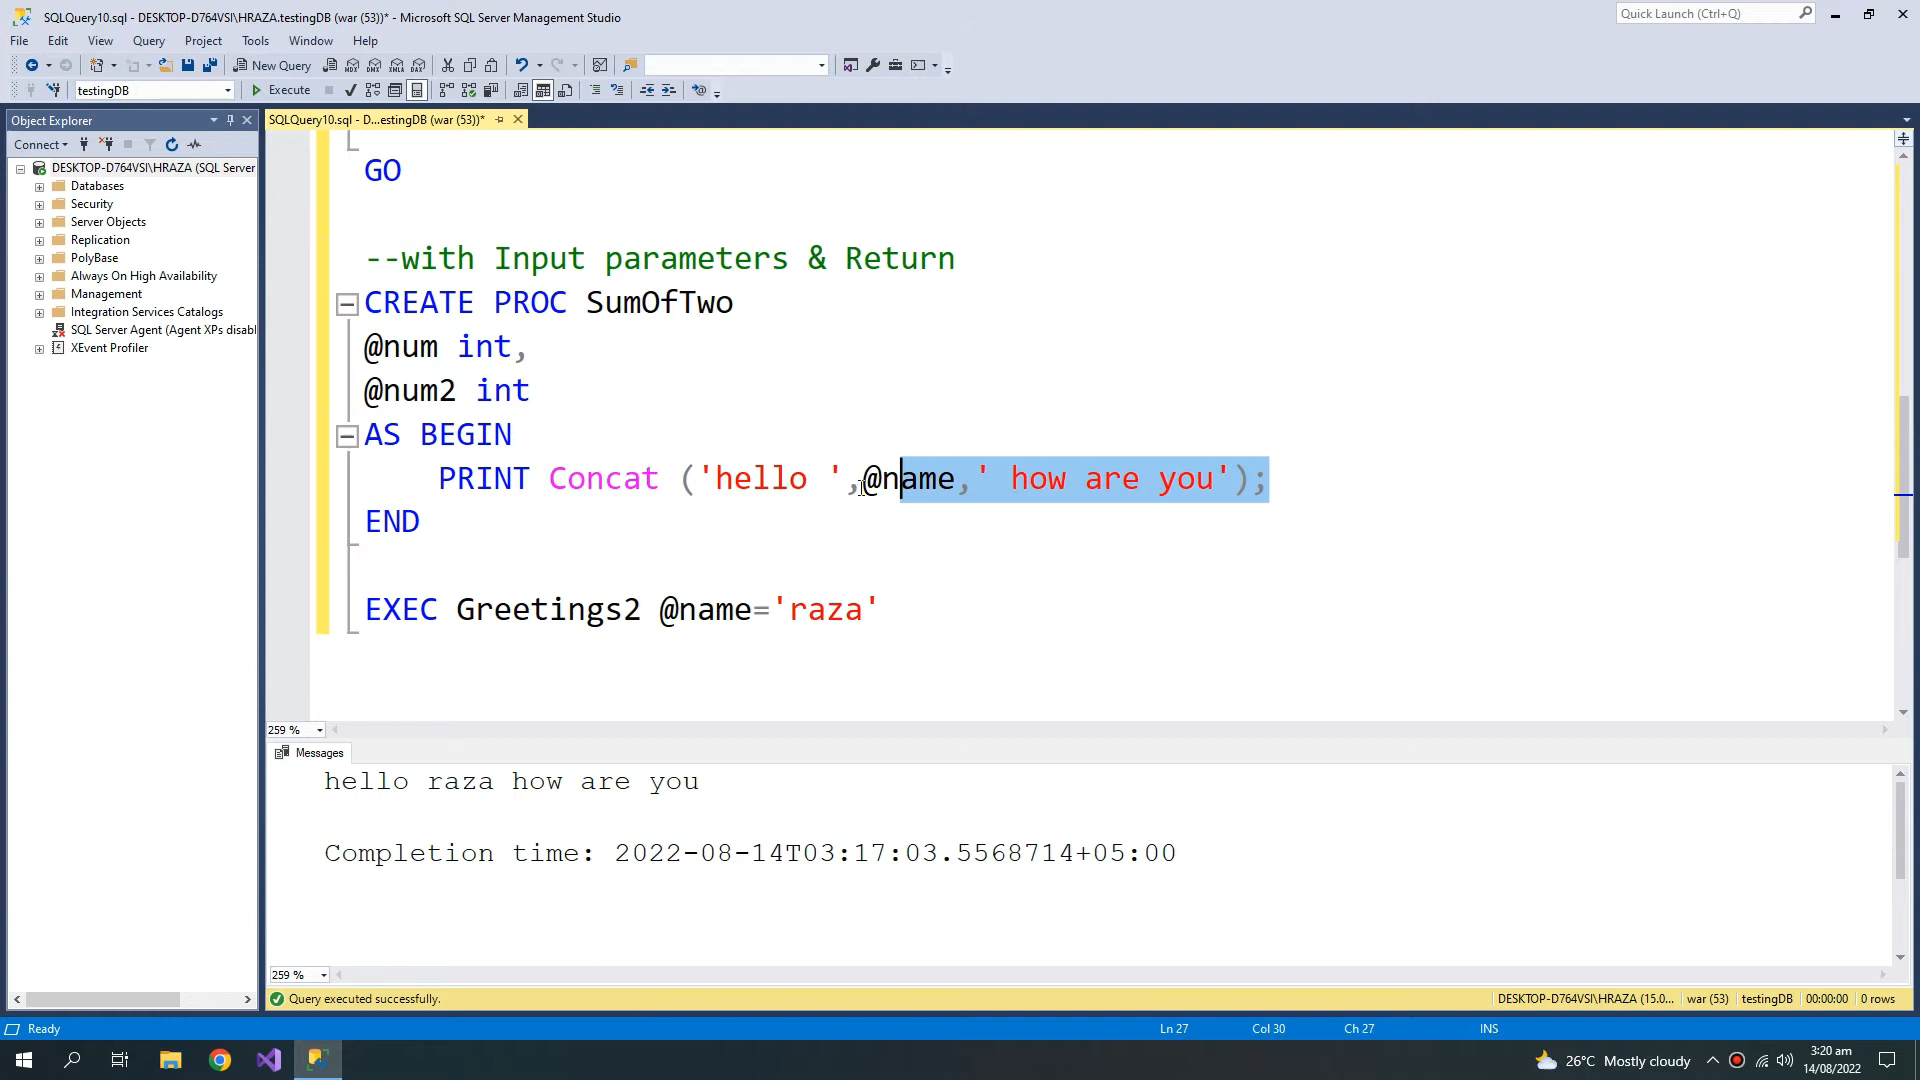 SQLQuery10.sql - DESKTOP-D764VSI\HRAZA.testingDB (war (53))* - Microsoft SQL Server Management Studio
Quick Launch (Ctrl+Q)
File Edit View Query Project Tools Window Help
New Query
MDX DMX XMLA DAX
testingDB
Execute
Object Explorer
SQLQuery10.sql - D...estingDB (war (53))*
Connect
DESKTOP-D764VSI\HRAZA (SQL Server
Databases
Security
Server Objects
Replication
PolyBase
Always On High Availability
Management
Integration Services Catalogs
SQL Server Agent (Agent XPs disabl
XEvent Profiler
GO
--with Input parameters & Return
CREATE PROC SumOfTwo
@num int,
@num2 int
AS BEGIN
PRINT Concat ('hello ',@name,' how are you');
END
EXEC Greetings2 @name='raza'
259 %
Messages
hello raza how are you
Completion time: 2022-08-14T03:17:03.5568714+05:00
259 %
Query executed successfully.
DESKTOP-D764VSI\HRAZA (15.0... war (53) testingDB 00:00:00 0 rows
Ready
Ln 27 Col 30 Ch 27 INS
26°C Mostly cloudy
3:20 am
14/08/2022